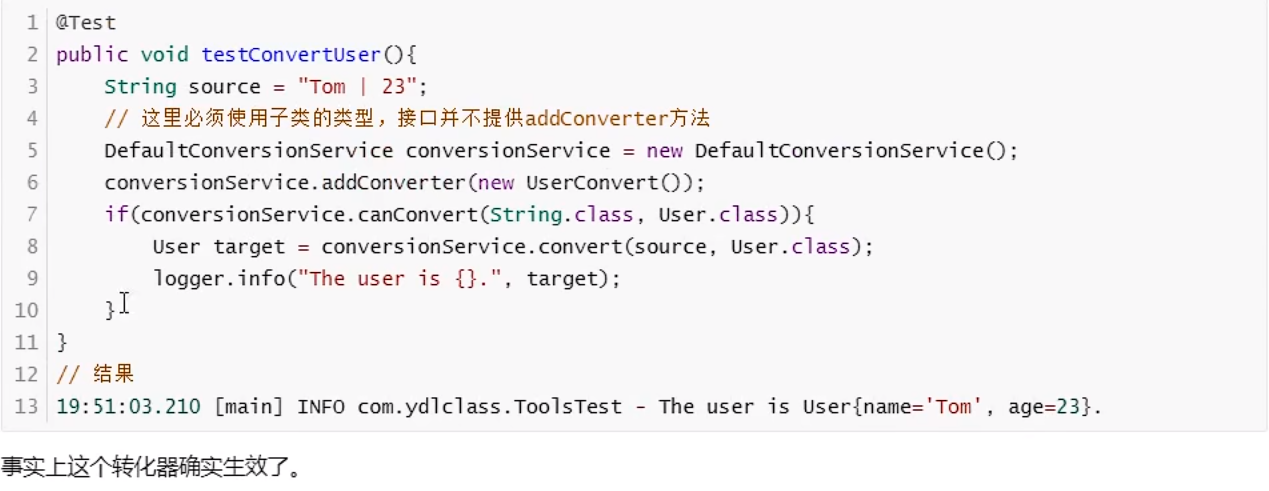 1 @Test
2 public void testConvertUser(){
3     String source = "Tom | 23";
4     // 这里必须使用子类的类型，接口并不提供addConverter方法
5     DefaultConversionService conversionService = new DefaultConversionService();
6     conversionService.addConverter(new UserConvert());
7     if(conversionService.canConvert(String.class, User.class)){
8         User target = conversionService.convert(source, User.class);
9         logger.info("The user is {}.", target);
10     }
11 }
12 // 结果
13 19:51:03.210 [main] INFO com.ydlclass.ToolsTest - The user is User{name='Tom', age=23}.
事实上这个转化器确实生效了。